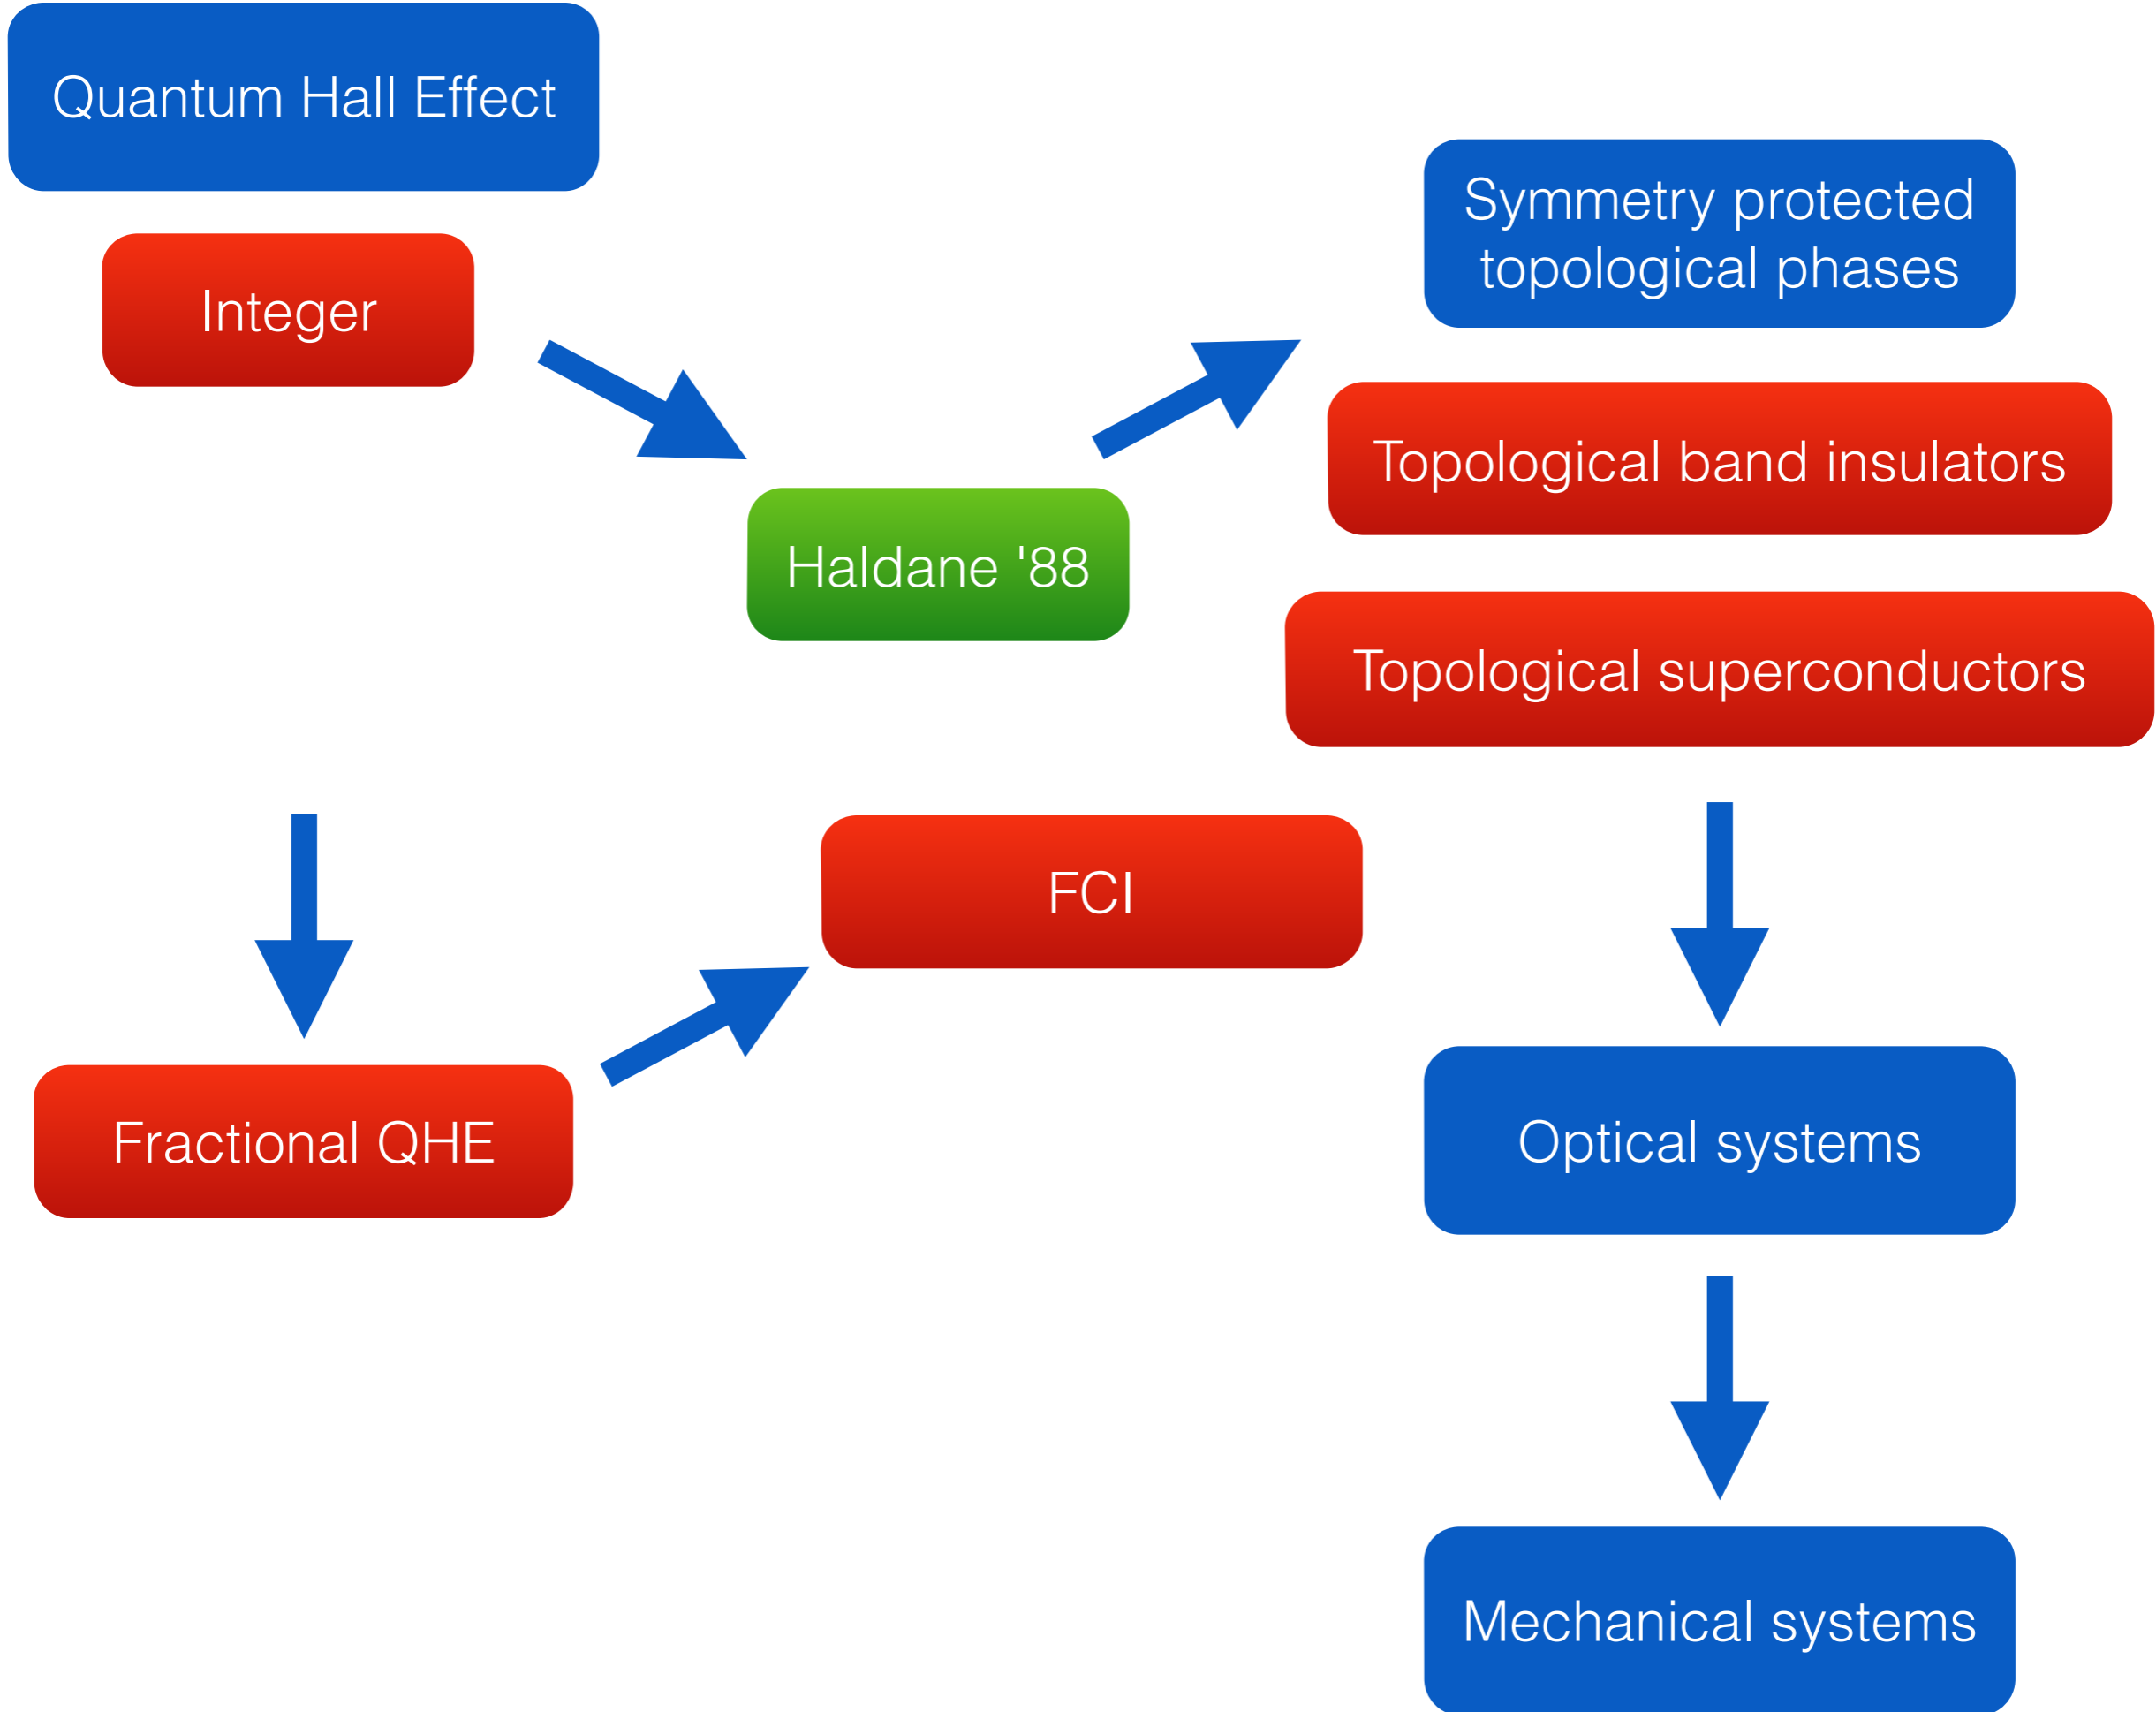 Quantum Hall Effect
Integer
Haldane '88
Symmetry protected
topological phases
Topological band insulators
Topological superconductors
FCI
Fractional QHE
Optical systems
Mechanical systems